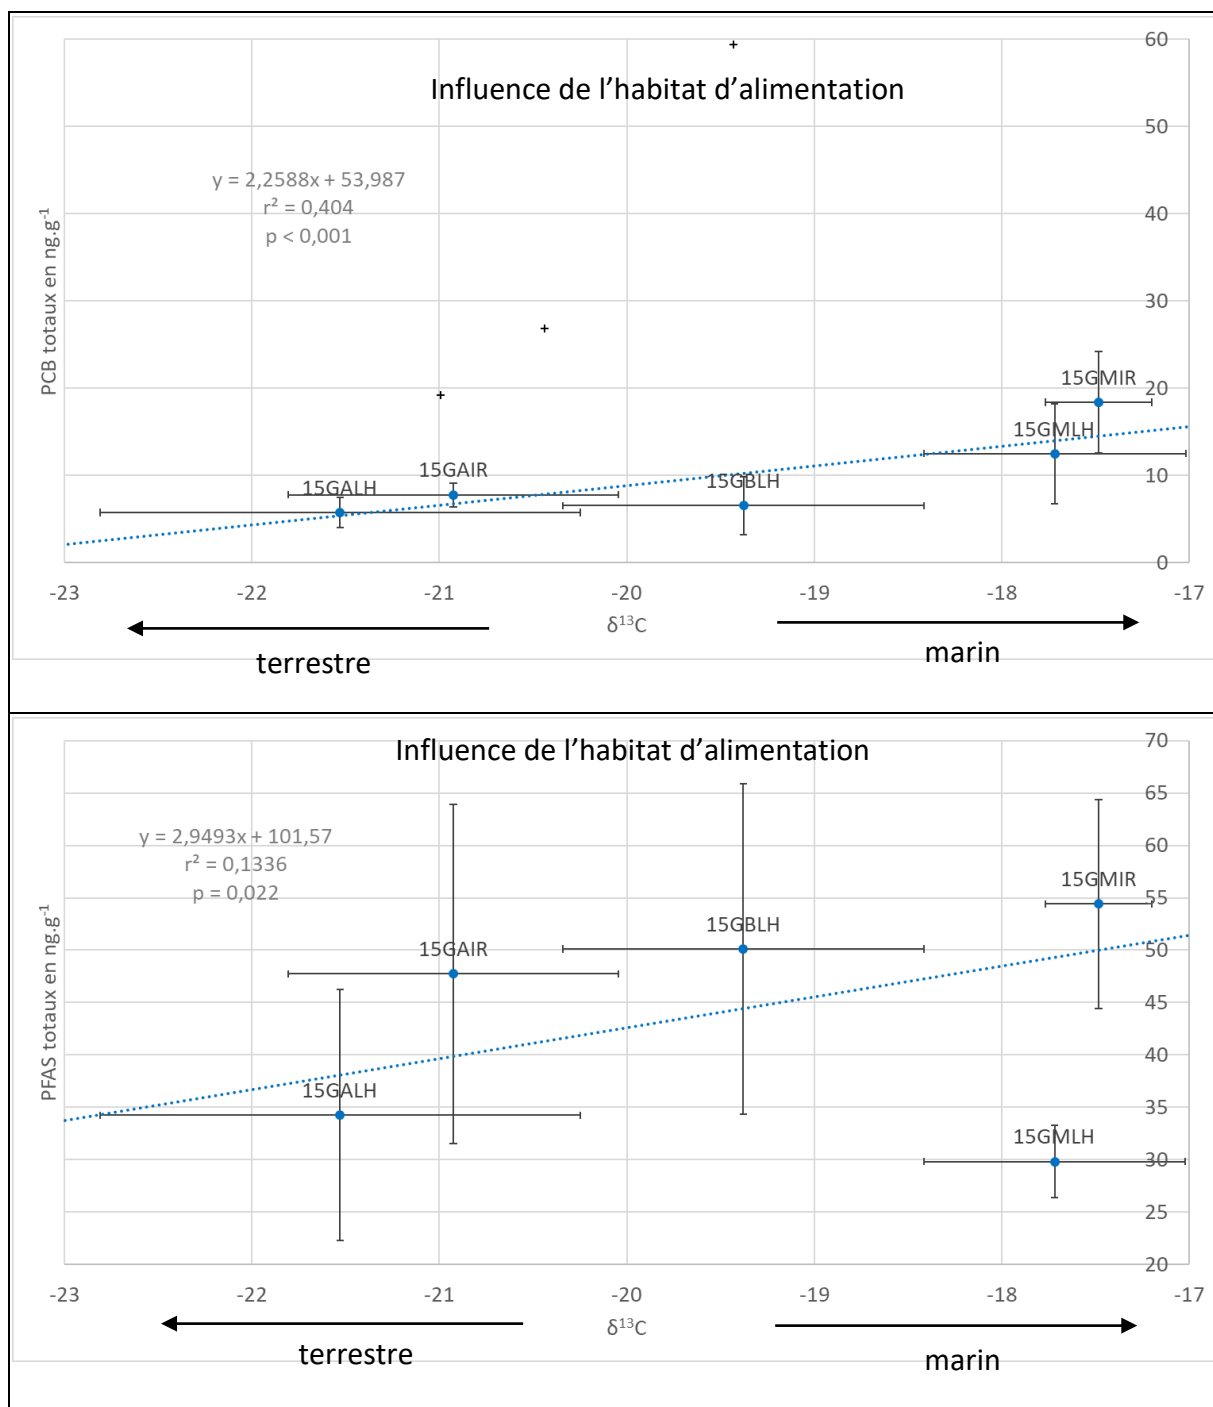 60
Influence de l’habitat d’alimentation
50
y = 2,2588x + 53,987
r² = 0,404
p < 0,001
40
PCB totaux en ng.g⁻¹
30
20
15GMIR
15GMLH
15GAIR
15GALH
15GBLH
10
0
-23 -22 -21 -20 -19 -18 -17
δ¹³C
terrestre
marin
Influence de l’habitat d’alimentation
70
65
y = 2,9493x + 101,57
r² = 0,1336
p = 0,022
60
55
PFAS totaux en ng.g⁻¹
15GMIR
15GBLH
15GAIR
50
45
40
15GALH
35
15GMLH
30
25
20
-23 -22 -21 -20 -19 -18 -17
δ¹³C
terrestre
marin